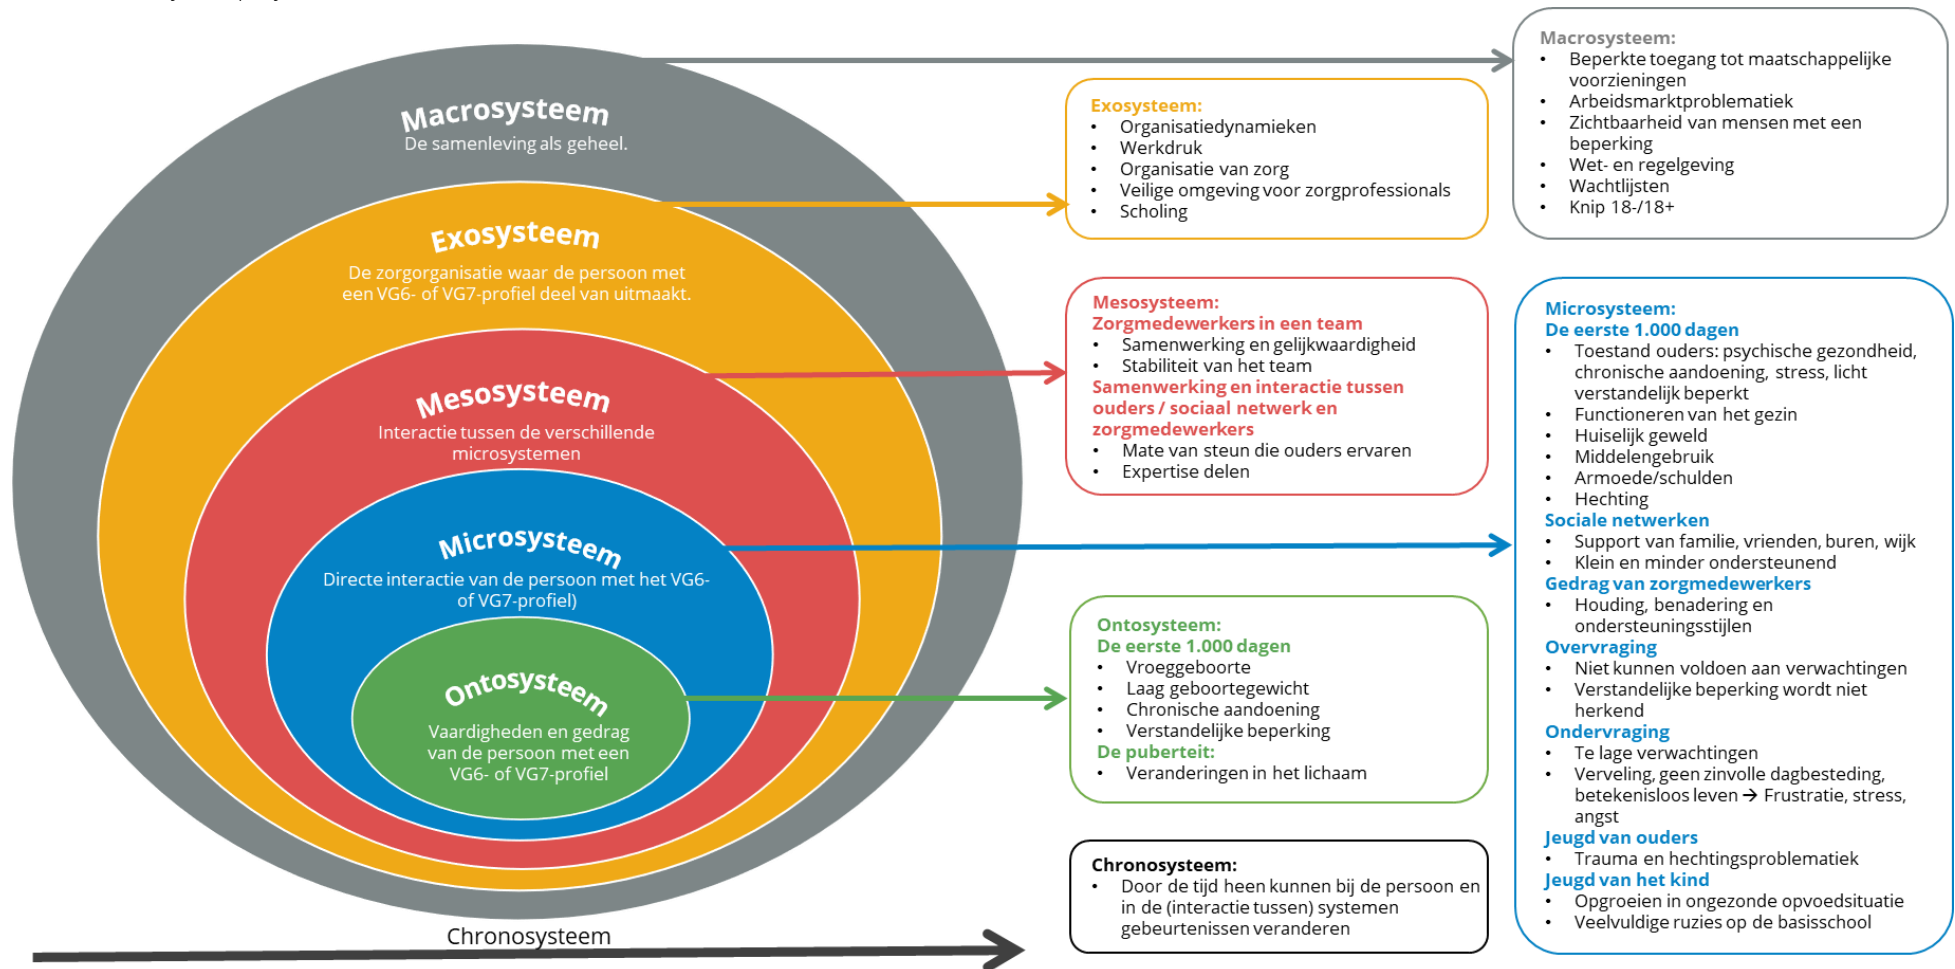 Macrosysteem
De samenleving als geheel.
Exosysteem
De zorgorganisatie waar de persoon met
een VG6- of VG7-profiel deel van uitmaakt.
Mesosysteem
Interactie tussen de verschillende
microsystemen
Microsysteem
Directe interactie van de persoon met het VG6-
of VG7-profiel)
Ontosysteem
Vaardigheden en gedrag
van de persoon met een
VG6- of VG7-profiel
Chronosysteem
Exosysteem:
• Organisatiedynamieken
• Werkdruk
• Organisatie van zorg
• Veilige omgeving voor zorgprofessionals
• Scholing
Mesosysteem:
Zorgmedewerkers in een team
• Samenwerking en gelijkwaardigheid
• Stabiliteit van het team
Samenwerking en interactie tussen
ouders / sociaal netwerk en
zorgmedewerkers
• Mate van steun die ouders ervaren
• Expertise delen
Ontosysteem:
De eerste 1.000 dagen
• Vroeggeboorte
• Laag geboortegewicht
• Chronische aandoening
• Verstandelijke beperking
De puberteit:
• Veranderingen in het lichaam
Chronosysteem:
• Door de tijd heen kunnen bij de persoon en
in de (interactie tussen) systemen
gebeurtenissen veranderen
Macrosysteem:
• Beperkte toegang tot maatschappelijke
voorzieningen
• Arbeidsmarktproblematiek
• Zichtbaarheid van mensen met een
beperking
• Wet- en regelgeving
• Wachtlijsten
• Knip 18-/18+
Microsysteem:
De eerste 1.000 dagen
• Toestand ouders: psychische gezondheid,
chronische aandoening, stress, licht
verstandelijk beperkt
• Functioneren van het gezin
• Huiselijk geweld
• Middelengebruik
• Armoede/schulden
• Hechting
Sociale netwerken
• Support van familie, vrienden, buren, wijk
• Klein en minder ondersteunend
Gedrag van zorgmedewerkers
• Houding, benadering en
ondersteuningsstijlen
Overvraging
• Niet kunnen voldoen aan verwachtingen
• Verstandelijke beperking wordt niet
herkend
Ondervraging
• Te lage verwachtingen
• Verveling, geen zinvolle dagbesteding,
betekenisloos leven → Frustratie, stress,
angst
Jeugd van ouders
• Trauma en hechtingsproblematiek
Jeugd van het kind
• Opgroeien in ongezonde opvoedsituatie
• Veelvuldige ruzies op de basisschool